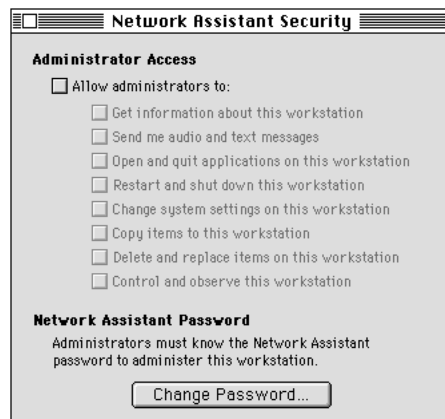 Network Assistant Security
Administrator Access
Allow administrators to:
Get information about this workstation
Send me audio and text messages
Open and quit applications on this workstation
Restart and shut down this workstation
Change system settings on this workstation
Copy items to this workstation
Delete and replace items on this workstation
Control and observe this workstation
Network Assistant Password
Administrators must know the Network Assistant
password to administer this workstation.
Change Password...